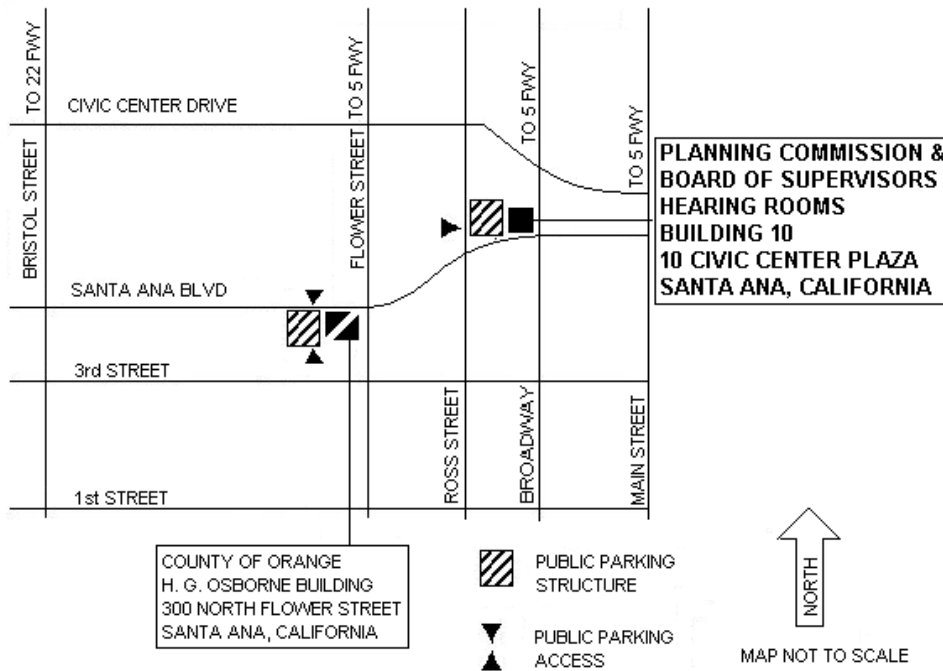 TO 22 FWY
TO 5 FWY
TO 5 FWY
CIVIC CENTER DRIVE
BRISTOL STREET
FLOWER STREET
TO 5 FWY
PLANNING COMMISSION &
BOARD OF SUPERVISORS
HEARING ROOMS
BUILDING 10
10 CIVIC CENTER PLAZA
SANTA ANA, CALIFORNIA
SANTA ANA BLVD
3rd STREET
ROSS STREET
BROADWAY
MAIN STREET
1st STREET
COUNTY OF ORANGE
H. G. OSBORNE BUILDING
300 NORTH FLOWER STREET
SANTA ANA, CALIFORNIA
PUBLIC PARKING
STRUCTURE
PUBLIC PARKING
ACCESS
NORTH
MAP NOT TO SCALE